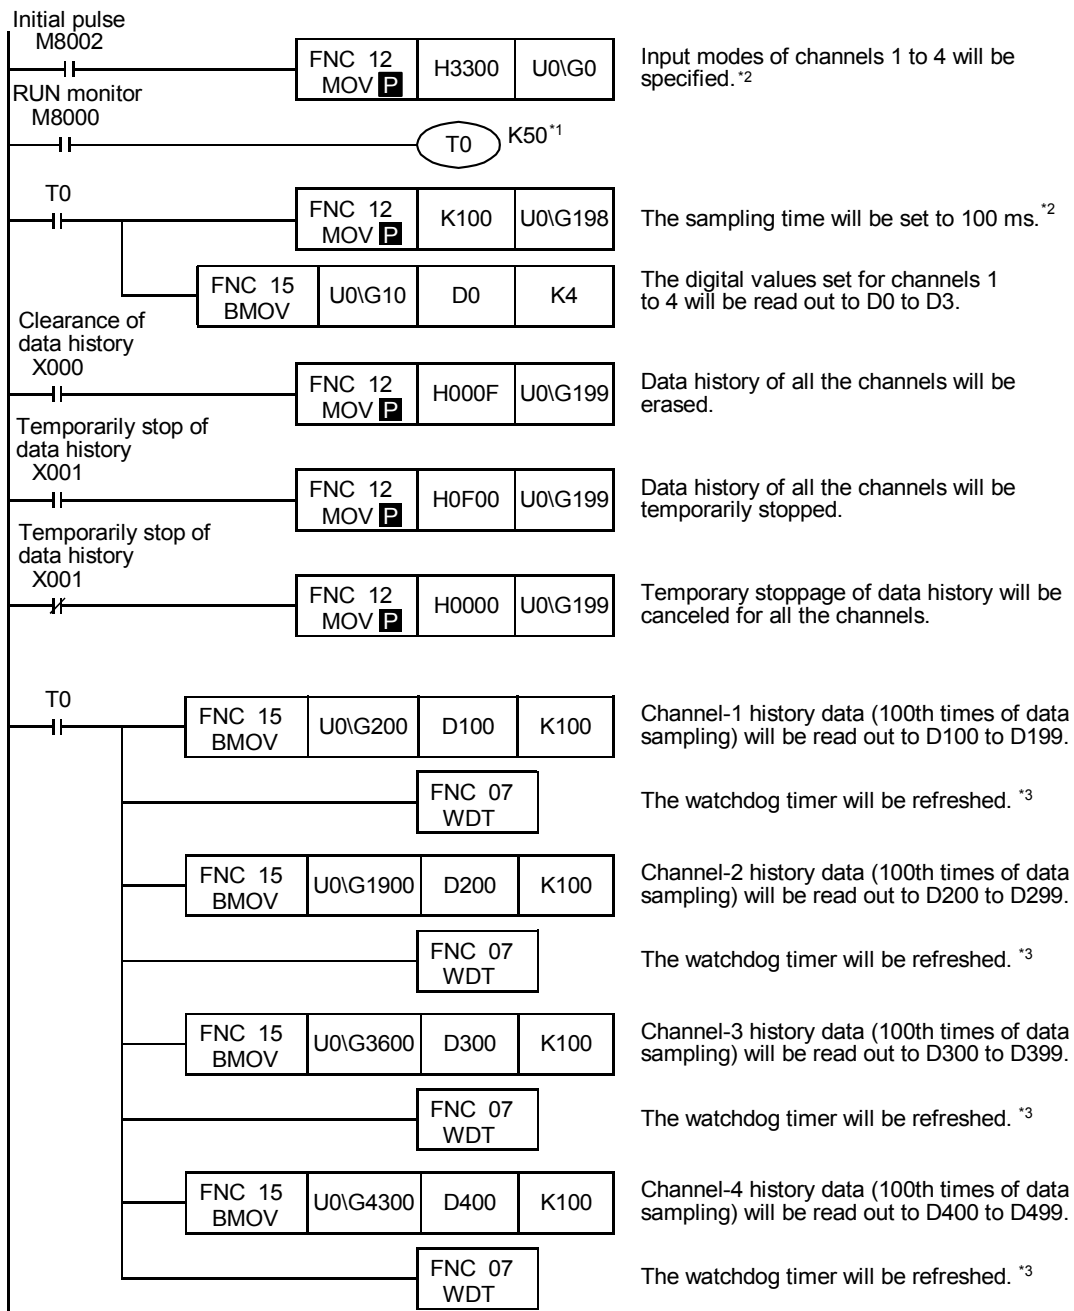 Initial pulse
M8002
FNC 12
MOV P
H3300
U0\G0
Input modes of channels 1 to 4 will be
specified.*2
RUN monitor
M8000
T0
K50*1
T0
FNC 12
MOV P
K100
U0\G198
The sampling time will be set to 100 ms.*2
FNC 15
BMOV
U0\G10
D0
K4
The digital values set for channels 1
to 4 will be read out to D0 to D3.
Clearance of
data history
X000
FNC 12
MOV P
H000F
U0\G199
Data history of all the channels will be
erased.
Temporarily stop of
data history
X001
FNC 12
MOV P
H0F00
U0\G199
Data history of all the channels will be
temporarily stopped.
Temporarily stop of
data history
X001
FNC 12
MOV P
H0000
U0\G199
Temporary stoppage of data history will be
canceled for all the channels.
T0
FNC 15
BMOV
U0\G200
D100
K100
Channel-1 history data (100th times of data
sampling) will be read out to D100 to D199.
FNC 07
WDT
The watchdog timer will be refreshed. *3
FNC 15
BMOV
U0\G1900
D200
K100
Channel-2 history data (100th times of data
sampling) will be read out to D200 to D299.
FNC 07
WDT
The watchdog timer will be refreshed. *3
FNC 15
BMOV
U0\G3600
D300
K100
Channel-3 history data (100th times of data
sampling) will be read out to D300 to D399.
FNC 07
WDT
The watchdog timer will be refreshed. *3
FNC 15
BMOV
U0\G4300
D400
K100
Channel-4 history data (100th times of data
sampling) will be read out to D400 to D499.
FNC 07
WDT
The watchdog timer will be refreshed. *3